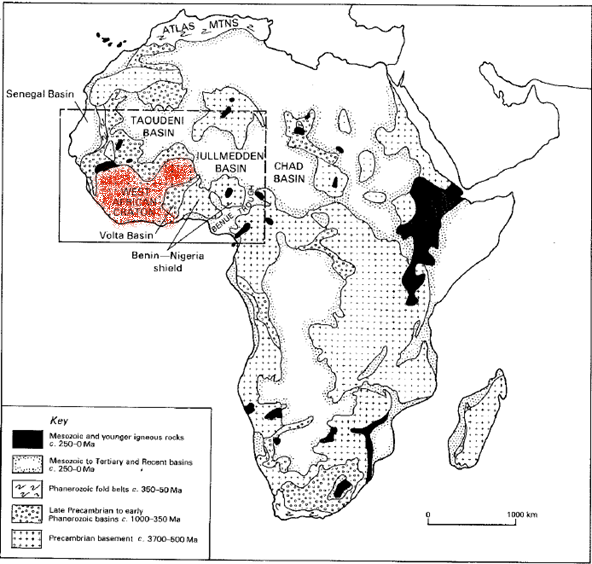 ATLAS MTNS
Senegal Basin
TAOUDENI
BASIN
IULLMEDDEN
BASIN
CHAD
BASIN
WEST
AFRICAN
CRATON
BENUE
Volta Basin
Benin—Nigeria
shield
Key
Mesozoic and younger igneous rocks
c. 250-0 Ma
Mesozoic to Tertiary and Recent basins
c. 250-0 Ma
Phanerozoic fold belts c. 350-50 Ma
Late Precambrian to early
Phanerozoic basins c. 1000-350 Ma
Precambrian basement c. 3700-500 Ma
0 1000 km